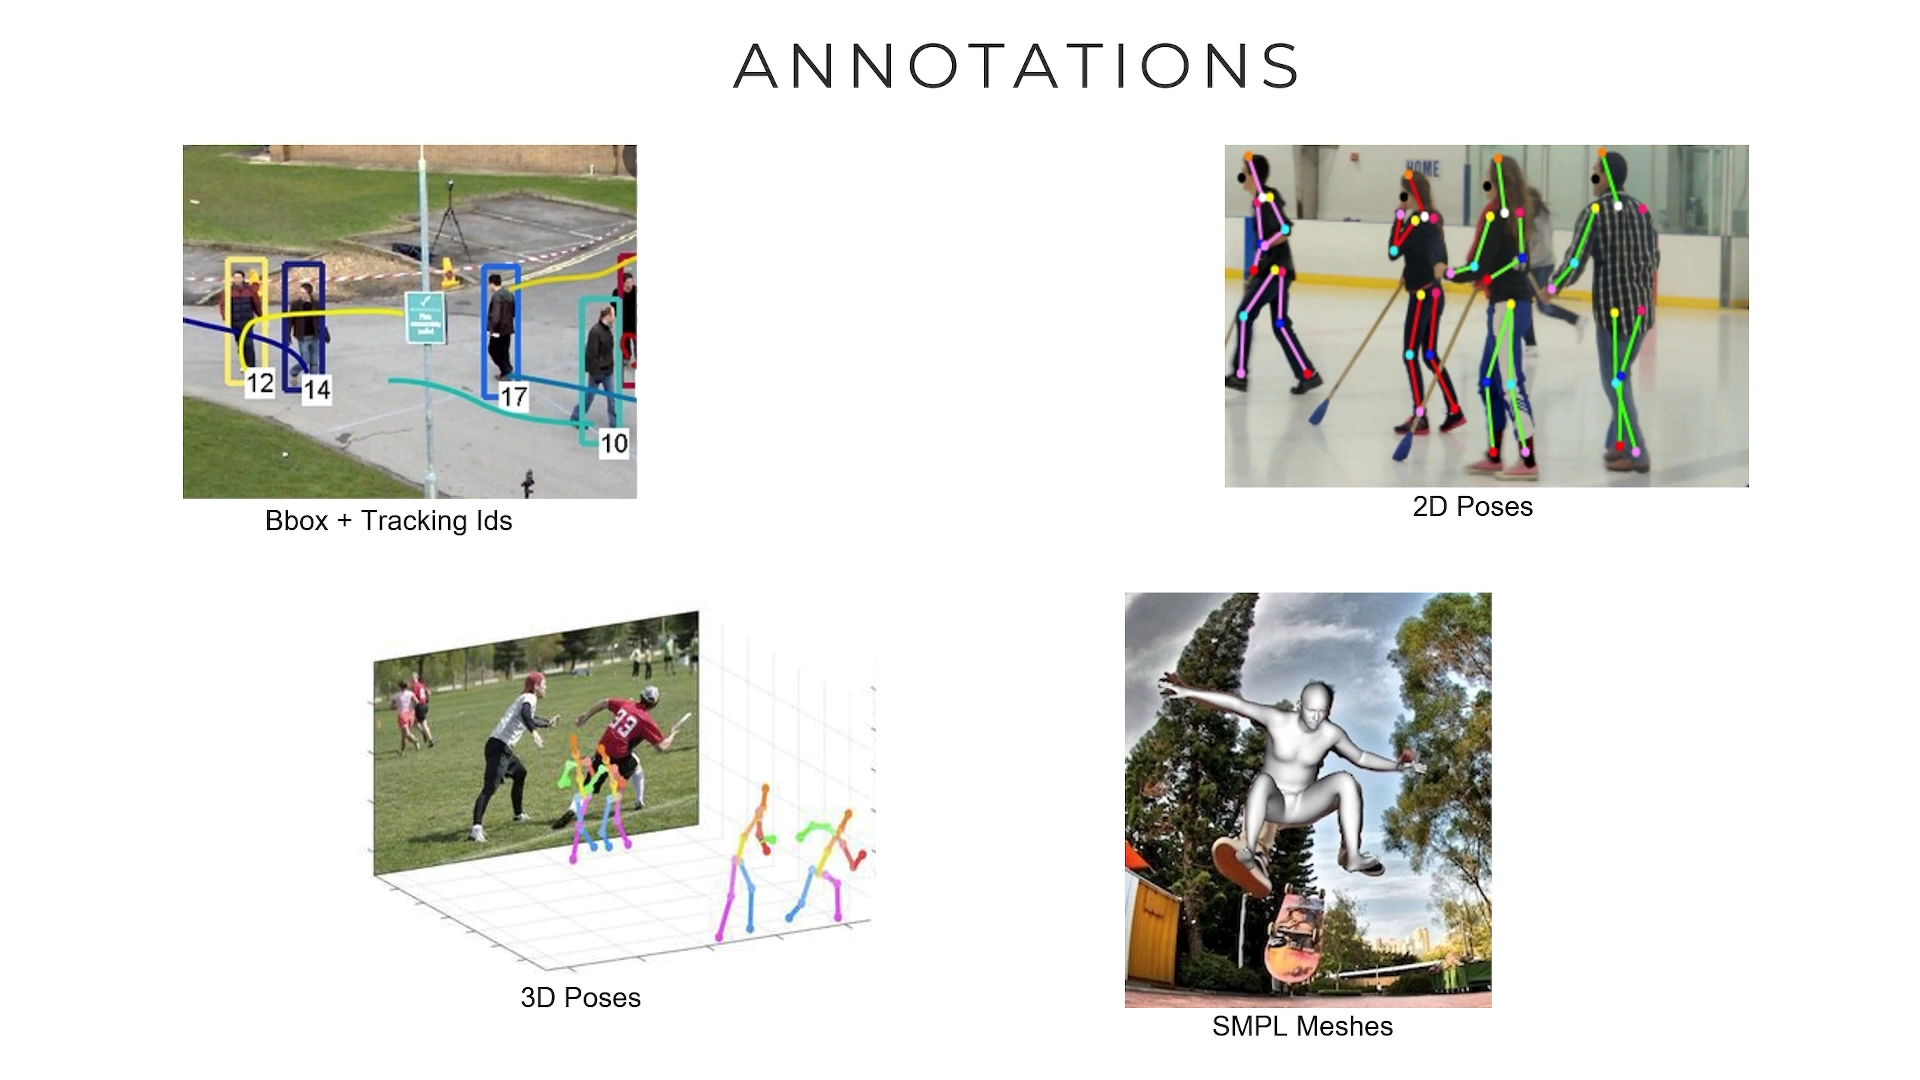 ANNOTATIONS
HOME
12
14
17
10
Bbox + Tracking Ids
2D Poses
33
3D Poses
SMPL Meshes